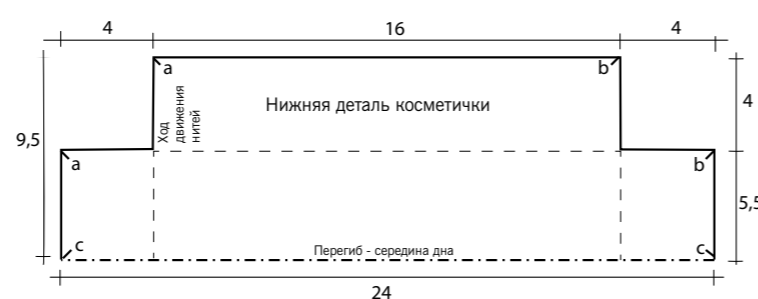 4 16 4
a b
Ход
движения
нитей
Нижняя деталь косметички
4
9,5
a b
5,5
c c
Перегиб - середина дна
24